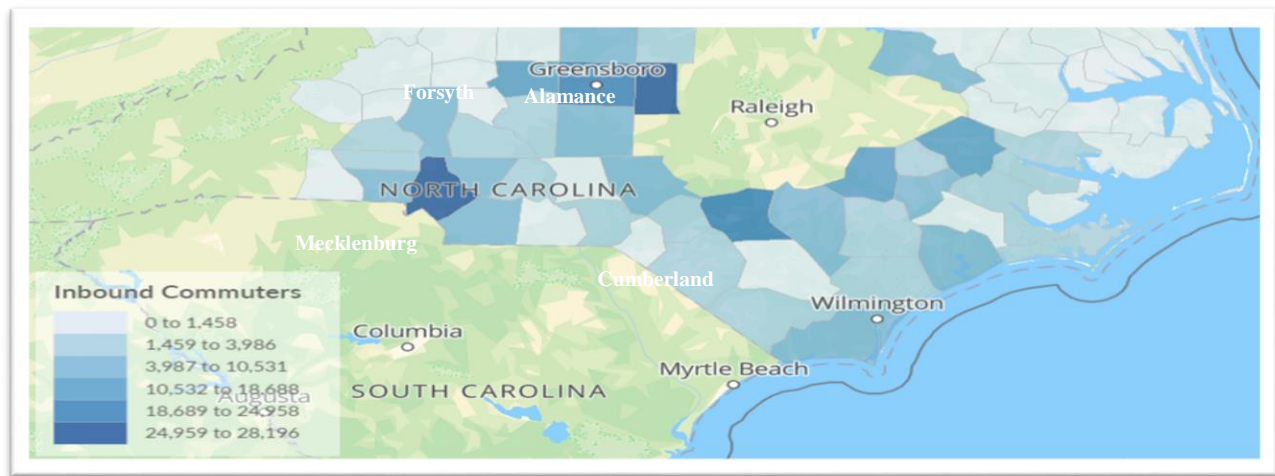 Greensboro
Forsyth
Alamance
Raleigh
NORTH CAROLINA
Mecklenburg
Cumberland
Inbound Commuters
Wilmington
0 to 1,458
Columbia
1,459 to 3,986
3,987 to 10,531
Myrtle Beach
10,532 to 18,688
SOUTH CAROLINA
Augusta
18,689 to 24,958
24,959 to 28,196